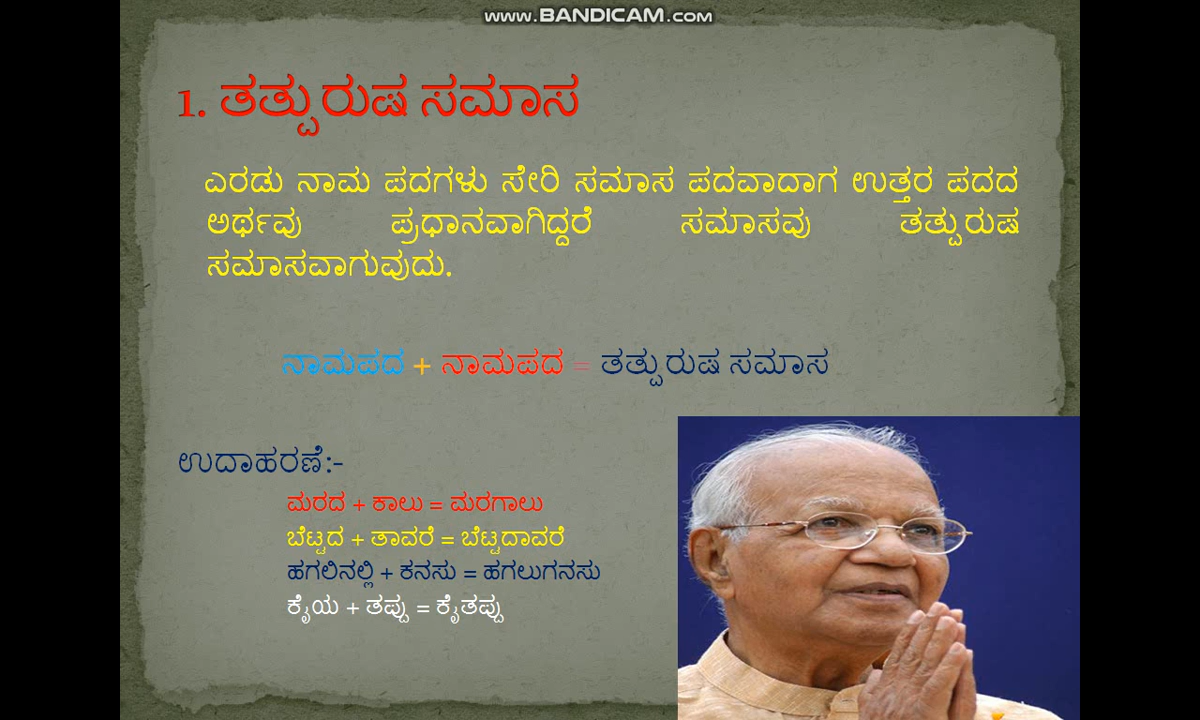 www.BANDICAM.com
1. ತತ್ಪುರುಷ ಸಮಾಸ
ಎರಡು ನಾಮ ಪದಗಳು ಸೇರಿ ಸಮಾಸ ಪದವಾದಾಗ ಉತ್ತರ ಪದದ
ಅರ್ಥವು ಪ್ರಧಾನವಾಗಿದ್ದರೆ ಸಮಾಸವು ತತ್ಪುರುಷ
ಸಮಾಸವಾಗುವುದು.
ನಾಮಪದ + ನಾಮಪದ = ತತ್ಪುರುಷ ಸಮಾಸ
ಉದಾಹರಣೆ:-
ಮರದ + ಕಾಲು = ಮರಗಾಲು
ಬೆಟ್ಟದ + ತಾವರೆ = ಬೆಟ್ಟದಾವರೆ
ಹಗಲಿನಲ್ಲಿ + ಕನಸು = ಹಗಲುಗನಸು
ಕೈಯ + ತಪ್ಪು = ಕೈತಪ್ಪು